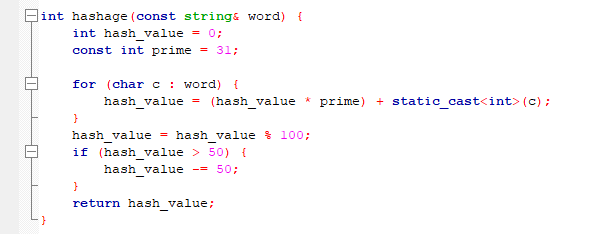 int hashage(const string& word) {
    int hash_value = 0;
    const int prime = 31;

    for (char c : word) {
        hash_value = (hash_value * prime) + static_cast<int>(c);
    }
    hash_value = hash_value % 100;
    if (hash_value > 50) {
        hash_value -= 50;
    }
    return hash_value;
}